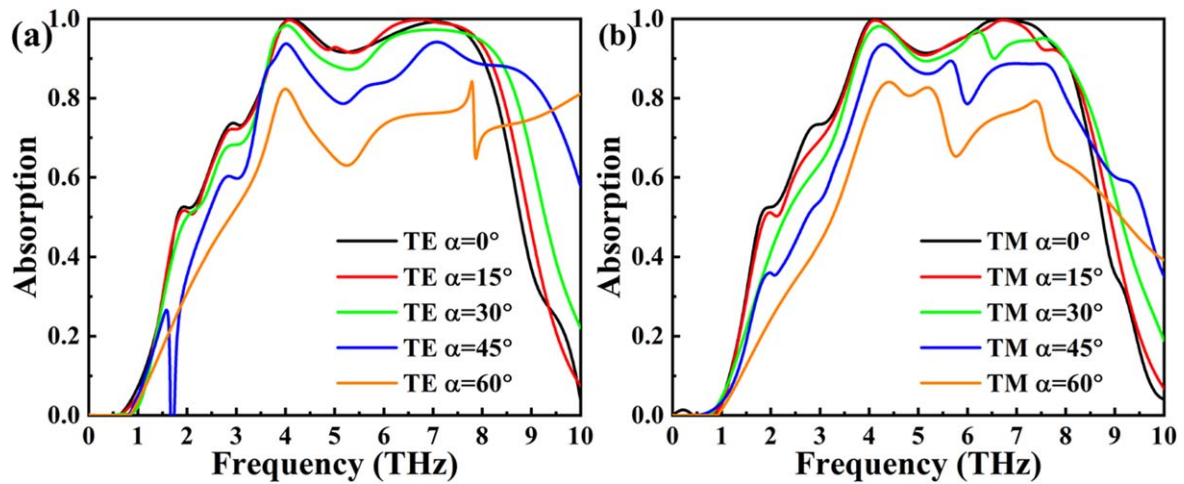 (a)
Absorption
1.0
0.8
0.6
0.4
0.2
0.0
TE α=0°
TE α=15°
TE α=30°
TE α=45°
TE α=60°
0 1 2 3 4 5 6 7 8 9 10
Frequency (THz)
(b)
Absorption
1.0
0.8
0.6
0.4
0.2
0.0
TM α=0°
TM α=15°
TM α=30°
TM α=45°
TM α=60°
0 1 2 3 4 5 6 7 8 9 10
Frequency (THz)